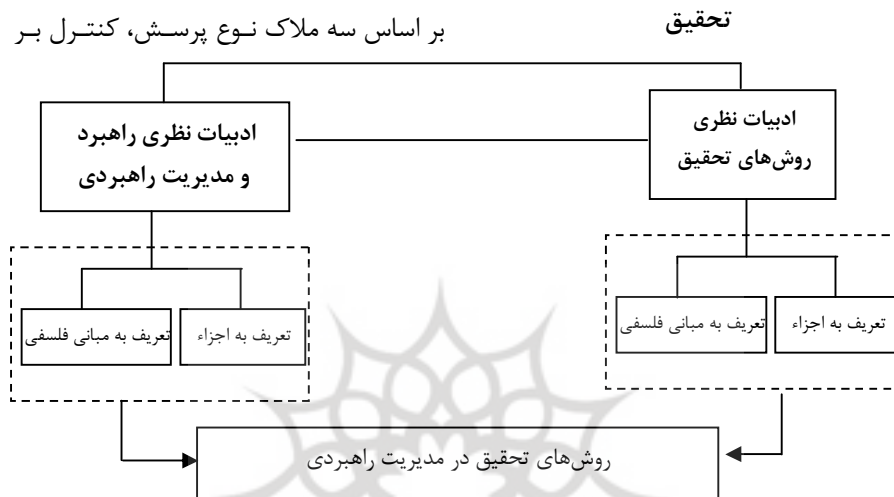 تحقیق
بر اساس سه ملاک نـوع پرسـش، کنتـرل بـر
ادبیات نظری
روش‌های تحقیق
ادبیات نظری راهبرد
و مدیریت راهبردی
تعریف به اجزاء
تعریف به مبانی فلسفی
تعریف به اجزاء
تعریف به مبانی فلسفی
روش‌های تحقیق در مدیریت راهبردی